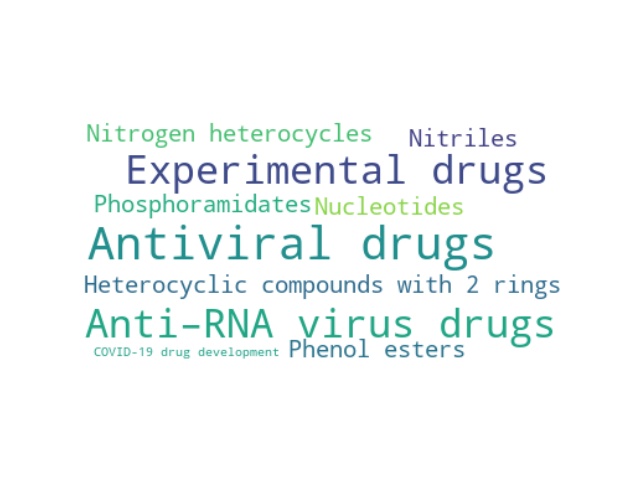 Nitrogen heterocycles Nitriles
Experimental drugs
Phosphoramidates Nucleotides
Antiviral drugs
Heterocyclic compounds with 2 rings
Anti-RNA virus drugs
COVID-19 drug development Phenol esters